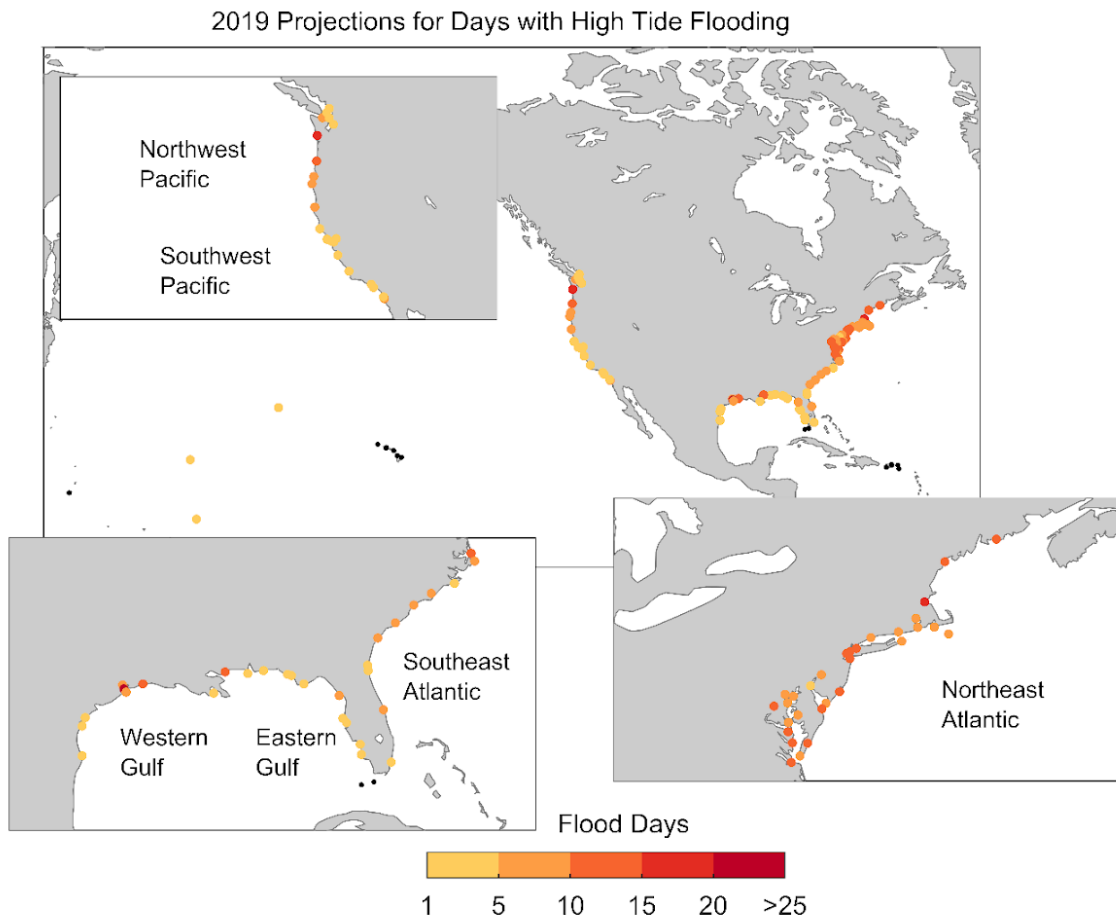 2019 Projections for Days with High Tide Flooding
Northwest
Pacific
Southwest
Pacific
Southeast
Atlantic
Western
Gulf
Eastern
Gulf
Northeast
Atlantic
Flood Days
1 5 10 15 20 >25